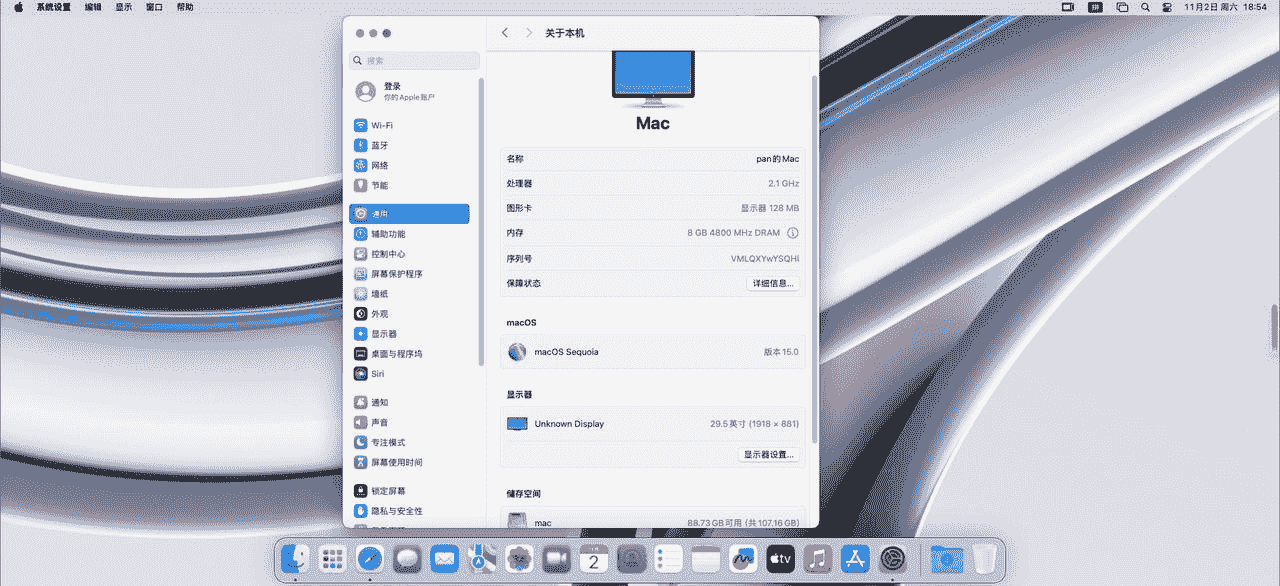 系统设置 编辑 显示 窗口 帮助
拼
11月2日 周六 18:54
搜索
登录
你的Apple账户
Wi-Fi
蓝牙
网络
节能
通用
辅助功能
控制中心
屏幕保护程序
墙纸
外观
显示器
桌面与程序坞
Siri
通知
声音
专注模式
屏幕使用时间
锁定屏幕
隐私与安全性
关于本机
Mac
名称 pan的Mac
处理器 2.1 GHz
图形卡 显示器 128 MB
内存 8 GB 4800 MHz DRAM
序列号 VMLQXYwYSQHi
保障状态 详细信息...
macOS
macOS Sequoia 版本 15.0
显示器
Unknown Display 29.5英寸 (1918 × 881)
显示器设置...
储存空间
mac 88.73 GB可用 (共107.16 GB)
2
tv